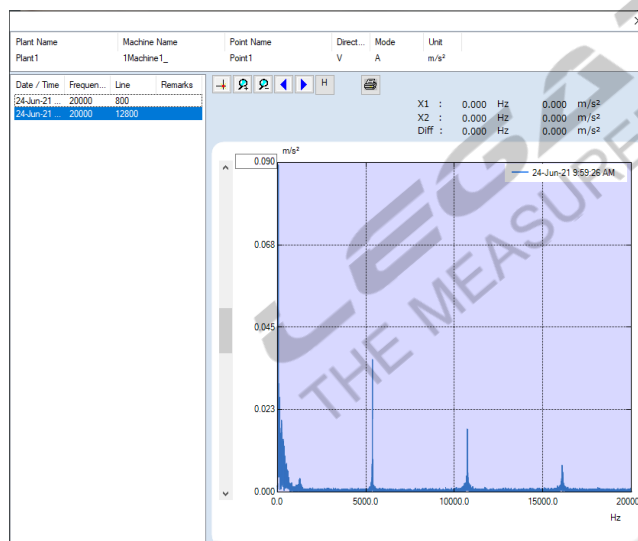 Plant Name Machine Name Point Name Direct... Mode Unit
Plant1 1Machine1_ Point1 V A m/s²
Date / Time Frequen... Line Remarks
24-Jun-21 ... 20000 800
24-Jun-21 ... 20000 12800
H
X1 : 0.000 Hz 0.000 m/s²
X2 : 0.000 Hz 0.000 m/s²
Diff : 0.000 Hz 0.000 m/s²
m/s²
0.090
24-Jun-21 9:59:26 AM
0.068
0.045
0.023
0.000
0.0 5000.0 10000.0 15000.0 20000
Hz
THE MEASURE